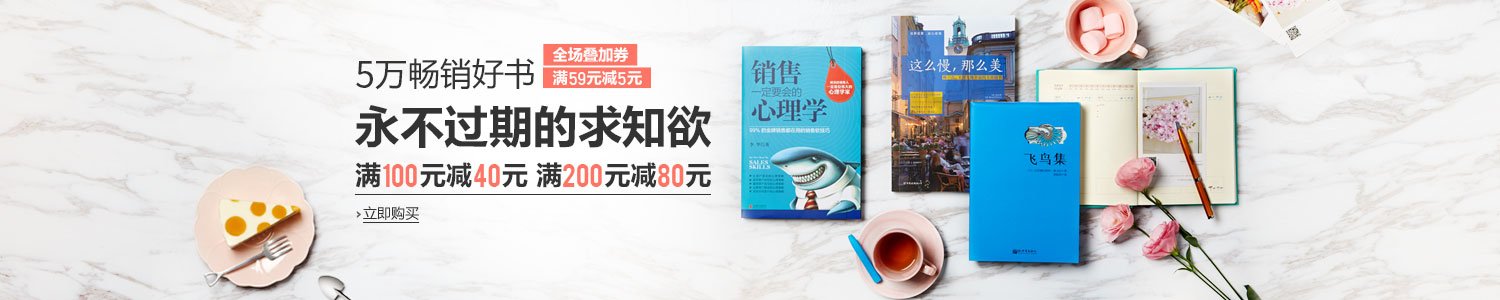 5万畅销好书
全场叠加券
满59元减5元
永不过期的求知欲
满100元减40元 满200元减80元
›立即购买
销售
一定要会的
心理学
SALES
SKILLS
这么慢,那么美
飞鸟集